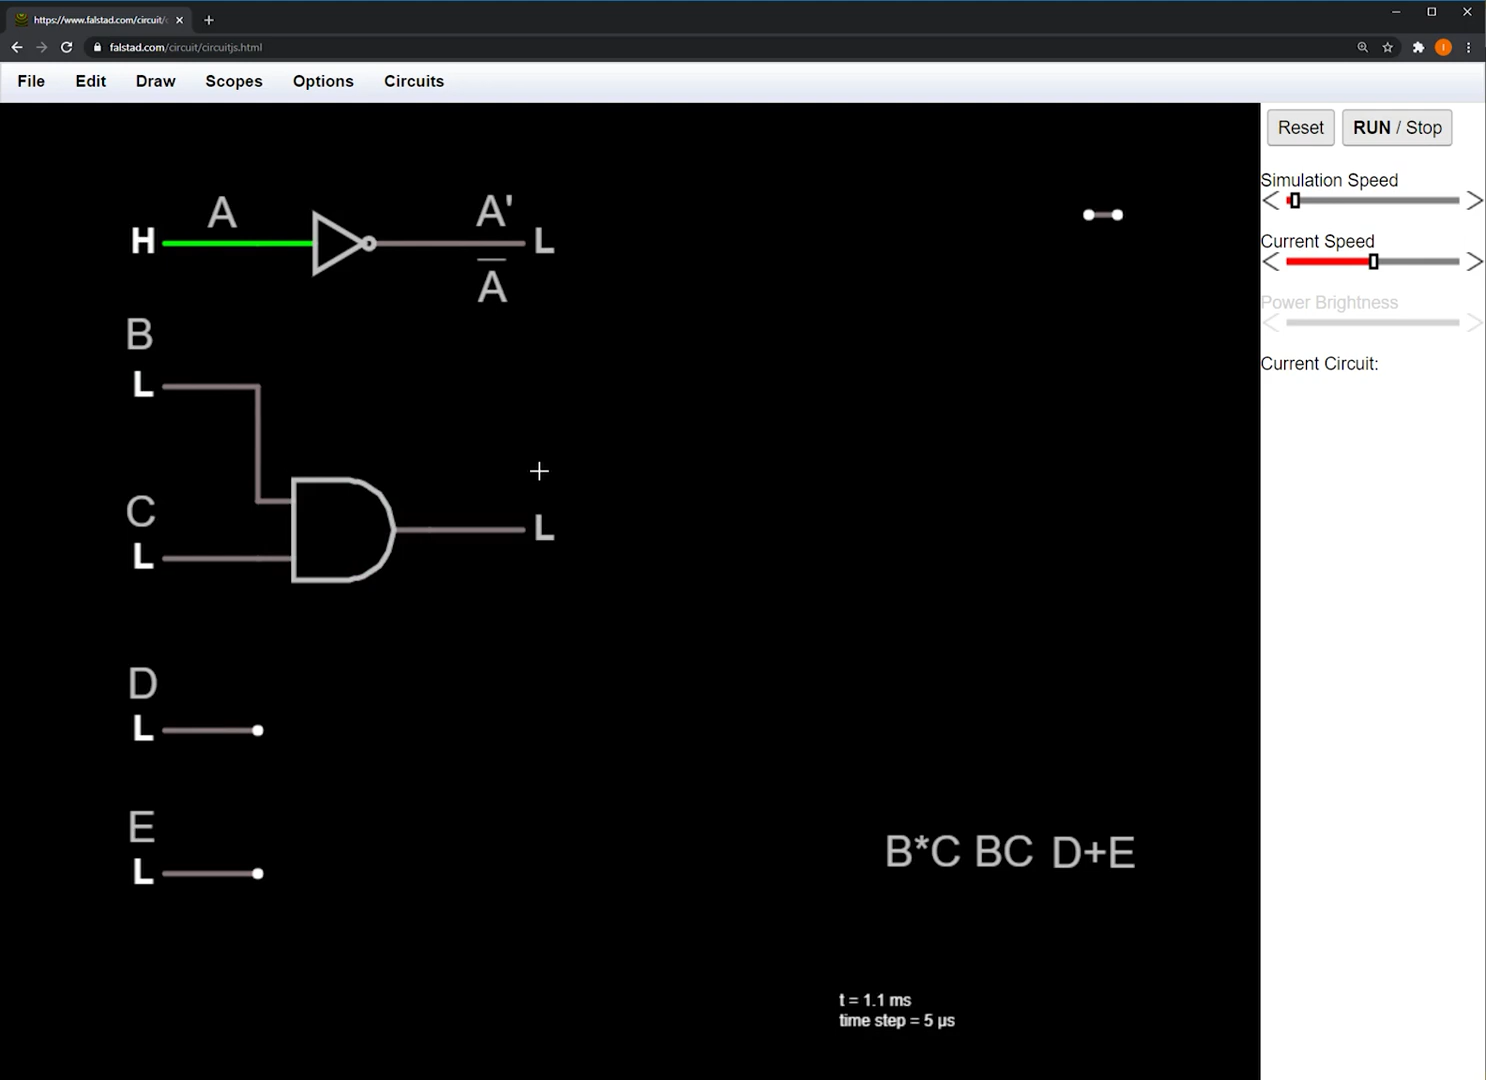 https://www.falstad.com/circuit/
falstad.com/circuit/circuitjs.html
File Edit Draw Scopes Options Circuits
Reset RUN / Stop
Simulation Speed
Current Speed
Power Brightness
Current Circuit:
A A'
H L
A
B
L
C
L L
D
L
E
L
B*C BC D+E
t = 1.1 ms
time step = 5 µs